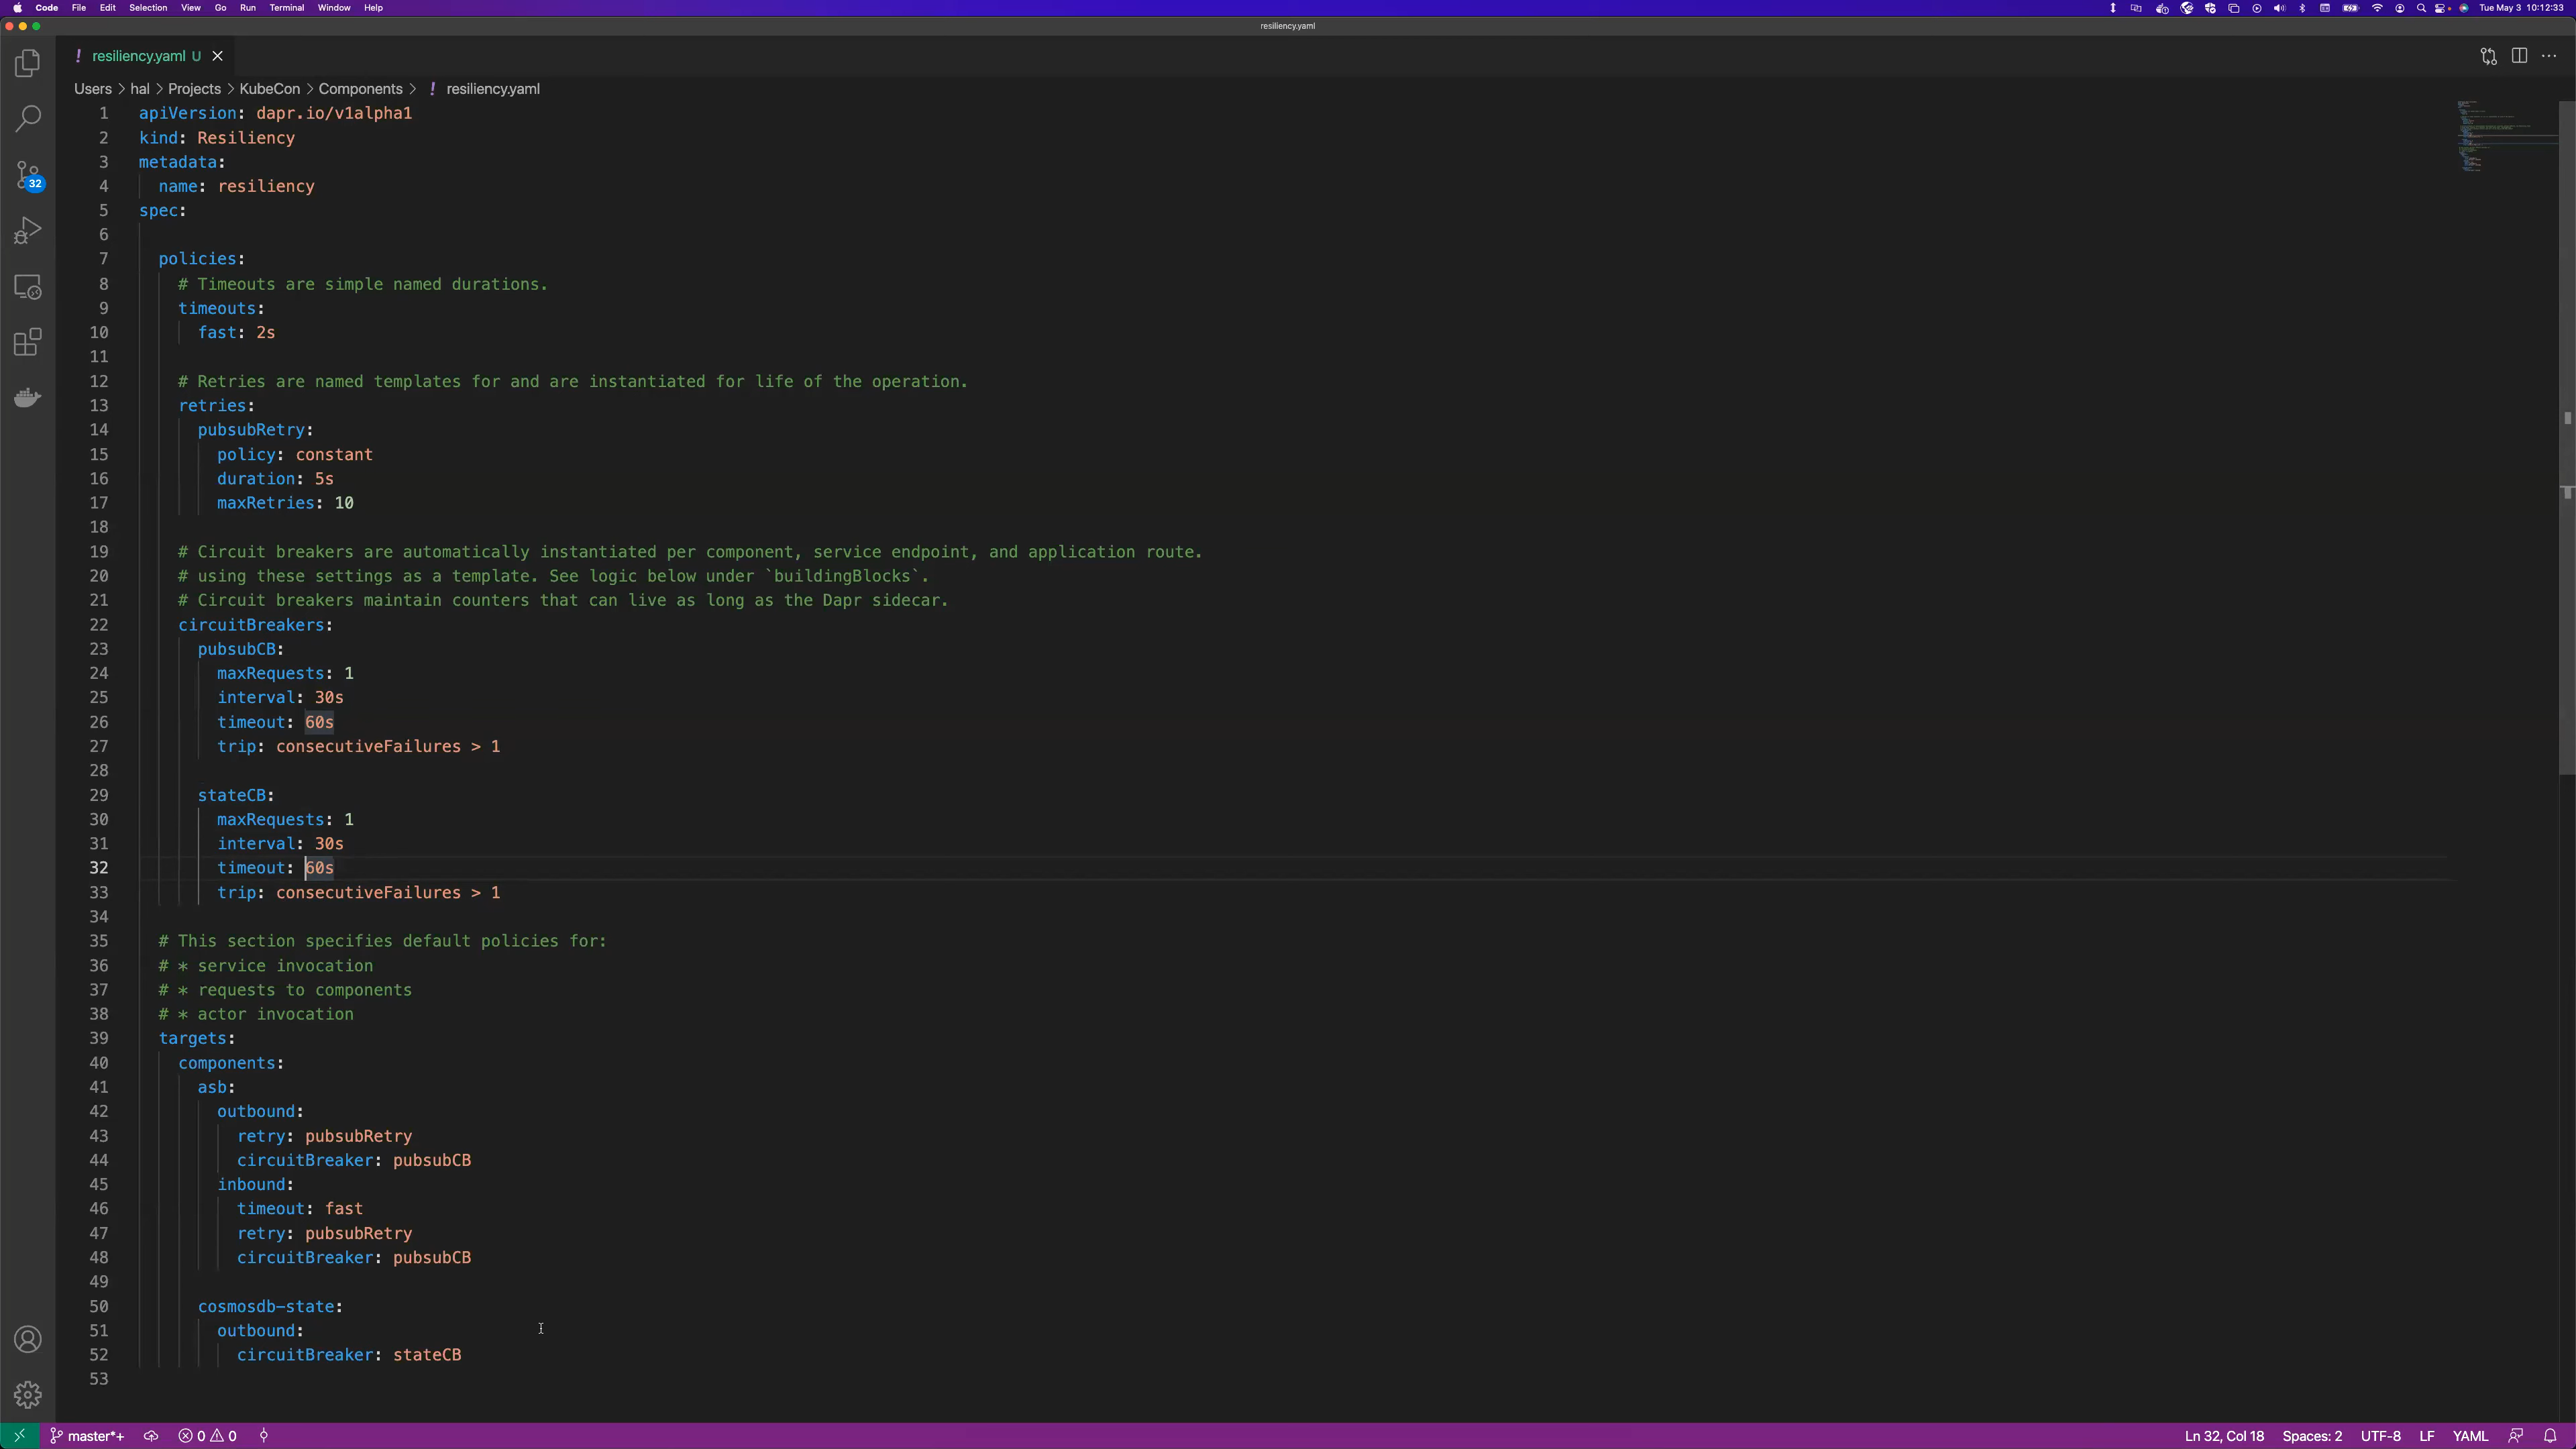 Code File Edit Selection View Go Run Terminal Window Help
Tue May 3 10:12:33
resiliency.yaml
! resiliency.yaml U
Users > hal > Projects > KubeCon > Components > ! resiliency.yaml
1 apiVersion: dapr.io/v1alpha1
2 kind: Resiliency
3 metadata:
4   name: resiliency
5 spec:
6
7   policies:
8     # Timeouts are simple named durations.
9     timeouts:
10       fast: 2s
11
12     # Retries are named templates for and are instantiated for life of the operation.
13     retries:
14       pubsubRetry:
15         policy: constant
16         duration: 5s
17         maxRetries: 10
18
19     # Circuit breakers are automatically instantiated per component, service endpoint, and application route.
20     # using these settings as a template. See logic below under `buildingBlocks`.
21     # Circuit breakers maintain counters that can live as long as the Dapr sidecar.
22     circuitBreakers:
23       pubsubCB:
24         maxRequests: 1
25         interval: 30s
26         timeout: 60s
27         trip: consecutiveFailures > 1
28
29       stateCB:
30         maxRequests: 1
31         interval: 30s
32         timeout: 60s
33         trip: consecutiveFailures > 1
34
35   # This section specifies default policies for:
36   # * service invocation
37   # * requests to components
38   # * actor invocation
39   targets:
40     components:
41       asb:
42         outbound:
43           retry: pubsubRetry
44           circuitBreaker: pubsubCB
45         inbound:
46           timeout: fast
47           retry: pubsubRetry
48           circuitBreaker: pubsubCB
49
50       cosmosdb-state:
51         outbound:
52           circuitBreaker: stateCB
53
32
master*+ 0 0 Ln 32, Col 18 Spaces: 2 UTF-8 LF YAML